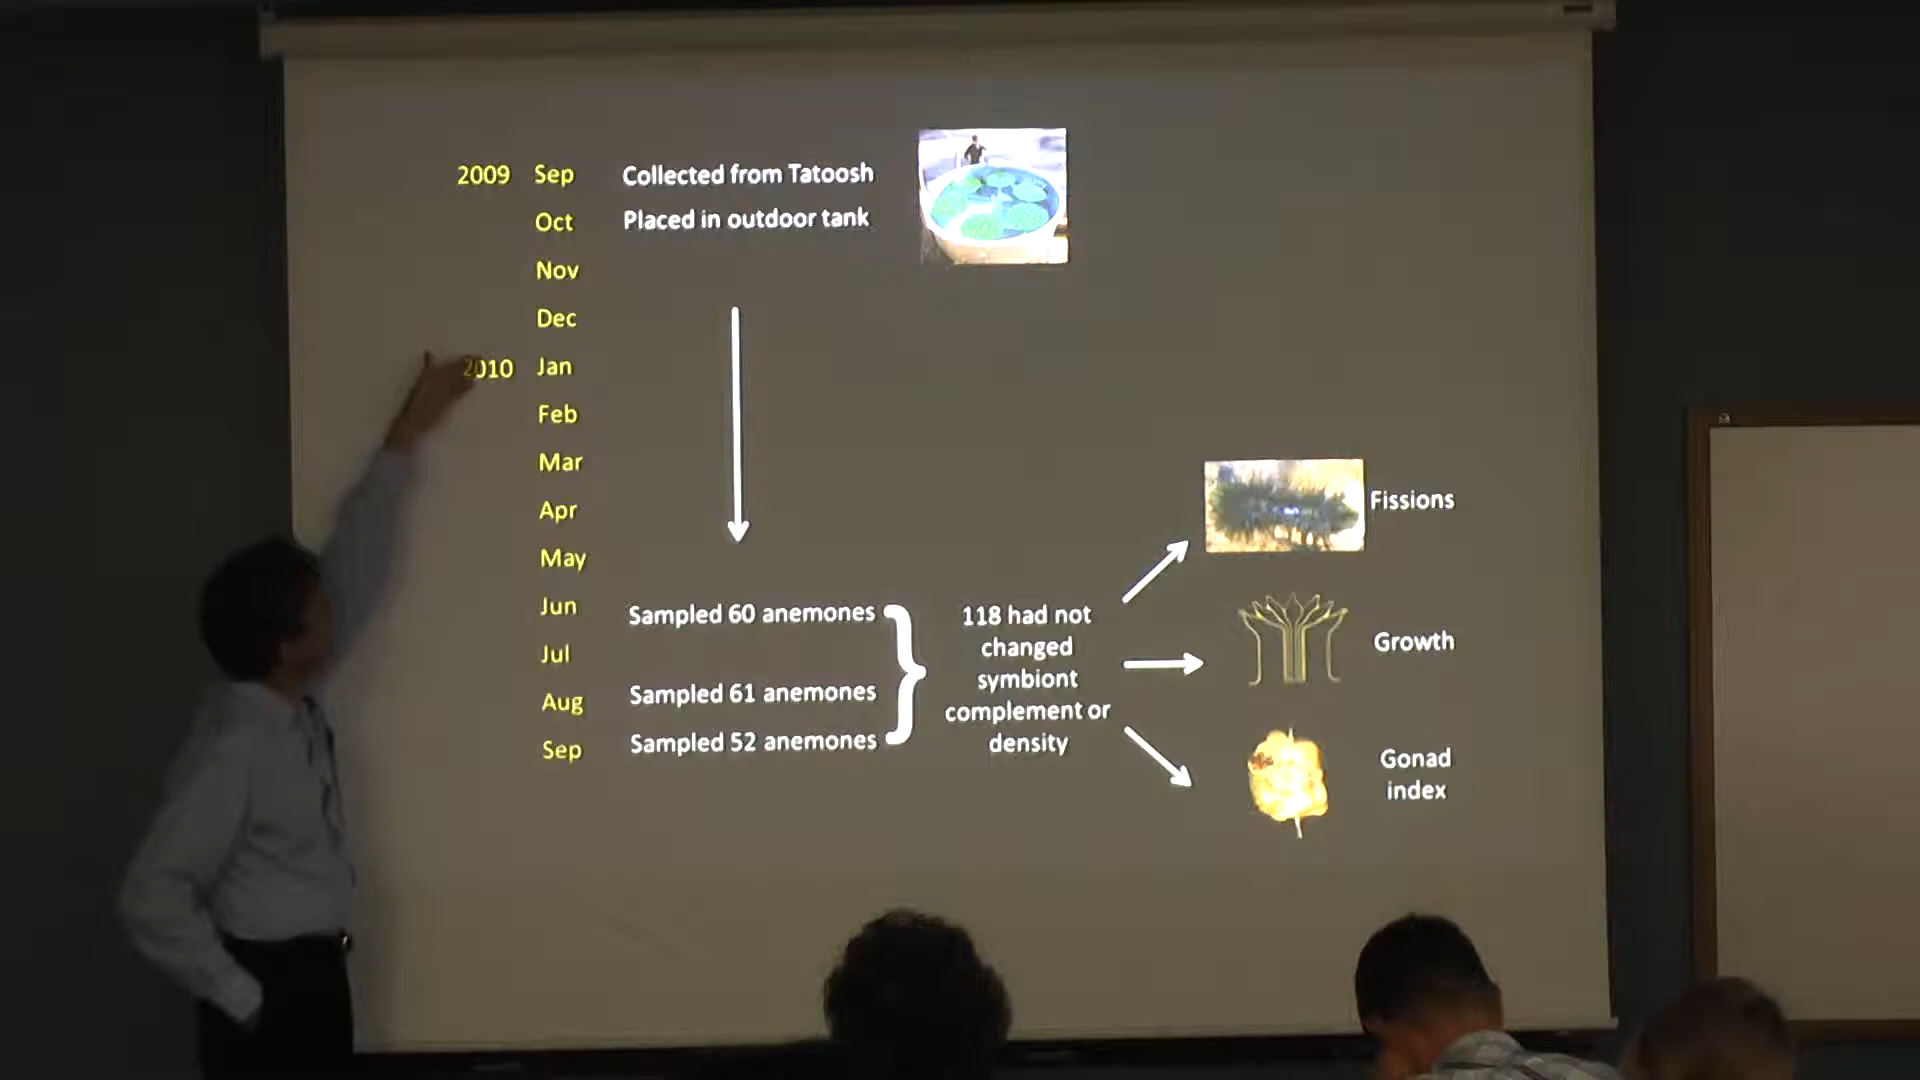 2009 Sep Collected from Tatoosh
Oct Placed in outdoor tank
Nov
Dec
2010 Jan
Feb
Mar
Apr
May
Jun Sampled 60 anemones
Jul
Aug Sampled 61 anemones
Sep Sampled 52 anemones
118 had not
changed
symbiont
complement or
density
Fissions
Growth
Gonad
index